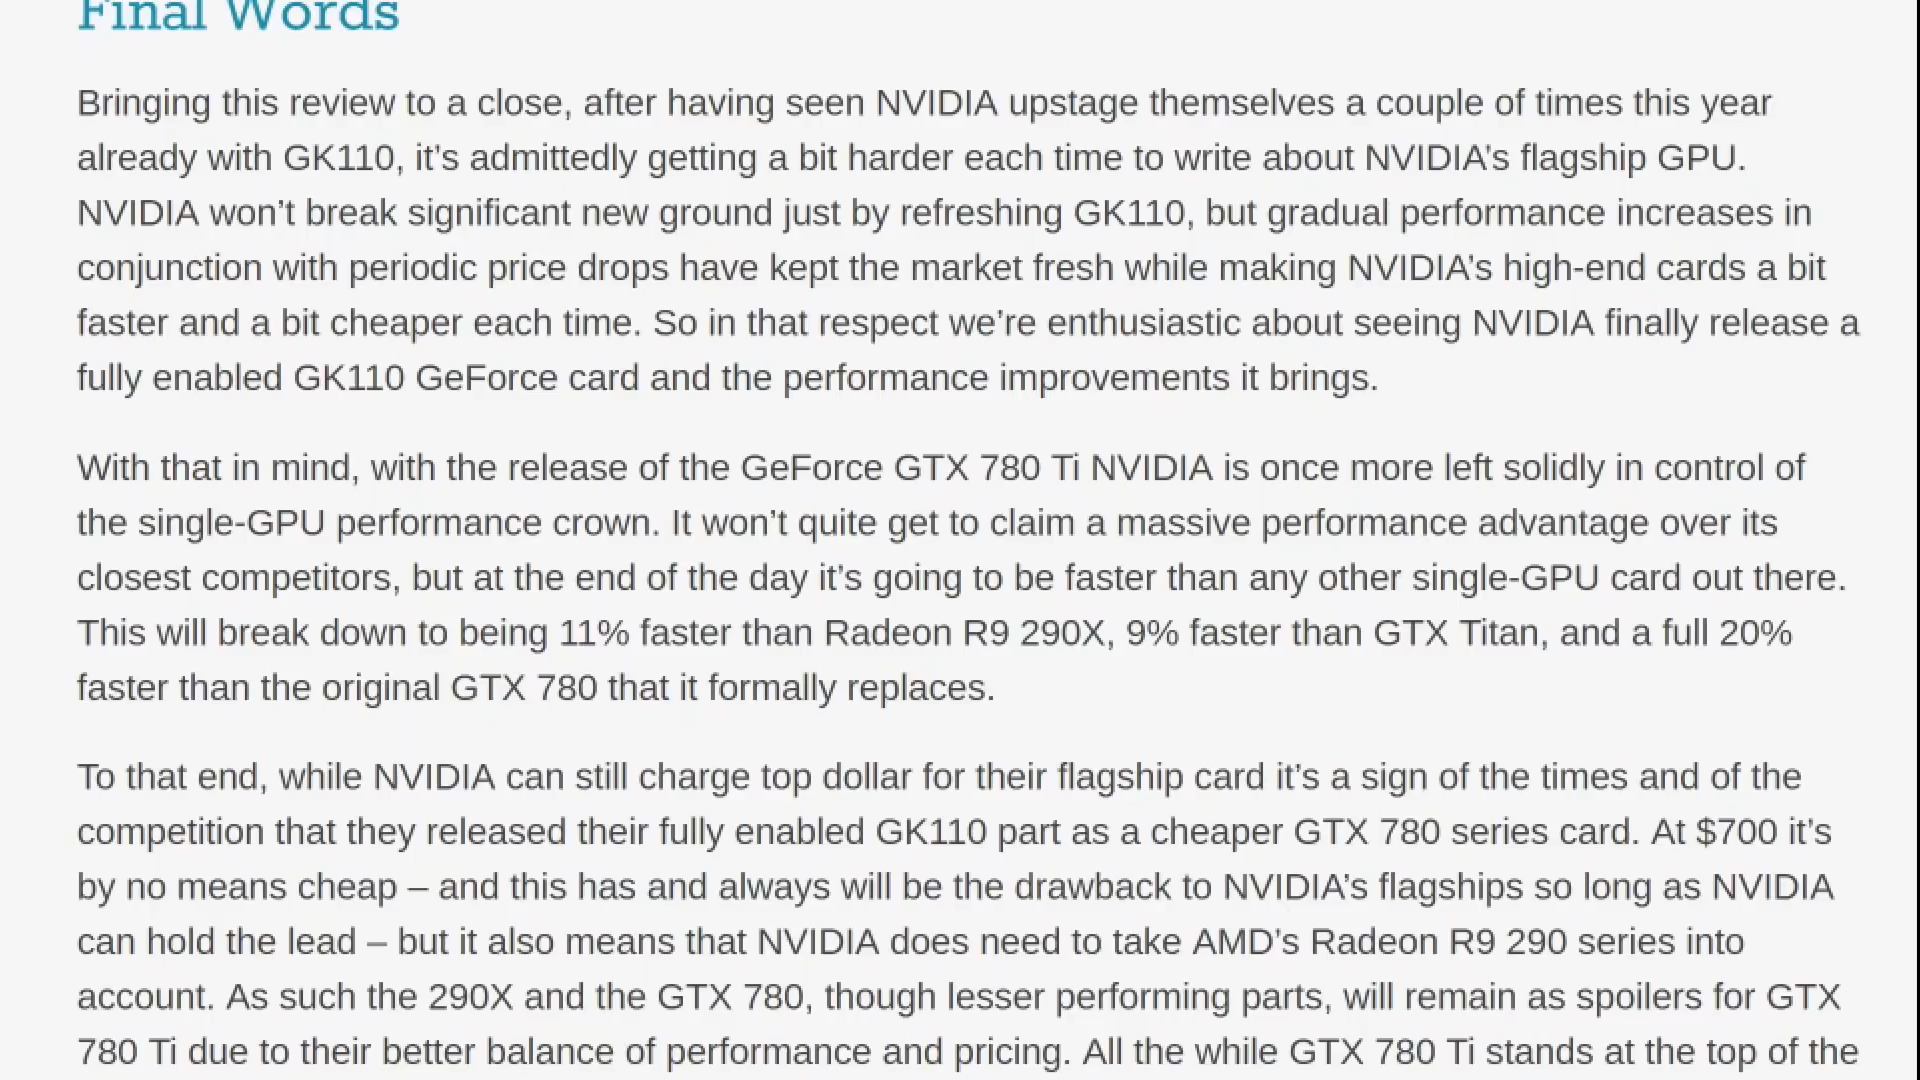 Final Words
Bringing this review to a close, after having seen NVIDIA upstage themselves a couple of times this year
already with GK110, it’s admittedly getting a bit harder each time to write about NVIDIA’s flagship GPU.
NVIDIA won’t break significant new ground just by refreshing GK110, but gradual performance increases in
conjunction with periodic price drops have kept the market fresh while making NVIDIA’s high-end cards a bit
faster and a bit cheaper each time. So in that respect we’re enthusiastic about seeing NVIDIA finally release a
fully enabled GK110 GeForce card and the performance improvements it brings.
With that in mind, with the release of the GeForce GTX 780 Ti NVIDIA is once more left solidly in control of
the single-GPU performance crown. It won’t quite get to claim a massive performance advantage over its
closest competitors, but at the end of the day it’s going to be faster than any other single-GPU card out there.
This will break down to being 11% faster than Radeon R9 290X, 9% faster than GTX Titan, and a full 20%
faster than the original GTX 780 that it formally replaces.
To that end, while NVIDIA can still charge top dollar for their flagship card it’s a sign of the times and of the
competition that they released their fully enabled GK110 part as a cheaper GTX 780 series card. At $700 it’s
by no means cheap – and this has and always will be the drawback to NVIDIA’s flagships so long as NVIDIA
can hold the lead – but it also means that NVIDIA does need to take AMD’s Radeon R9 290 series into
account. As such the 290X and the GTX 780, though lesser performing parts, will remain as spoilers for GTX
780 Ti due to their better balance of performance and pricing. All the while GTX 780 Ti stands at the top of the